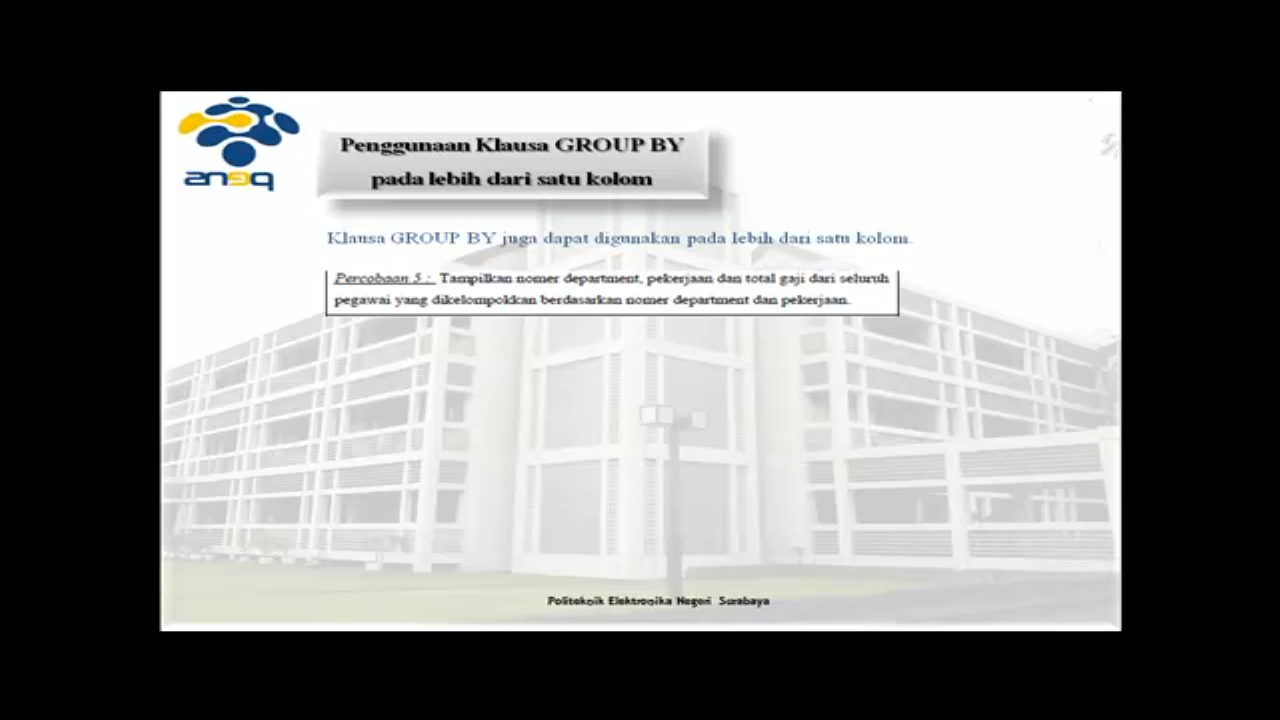 pens
Penggunaan Klausa GROUP BY
pada lebih dari satu kolom
Klausa GROUP BY juga dapat digunakan pada lebih dari satu kolom.
Percobaan 5 : Tampilkan nomer department, pekerjaan dan total gaji dari seluruh
pegawai yang dikelompokkan berdasarkan nomer department dan pekerjaan.
Politeknik Elektronika Negeri Surabaya